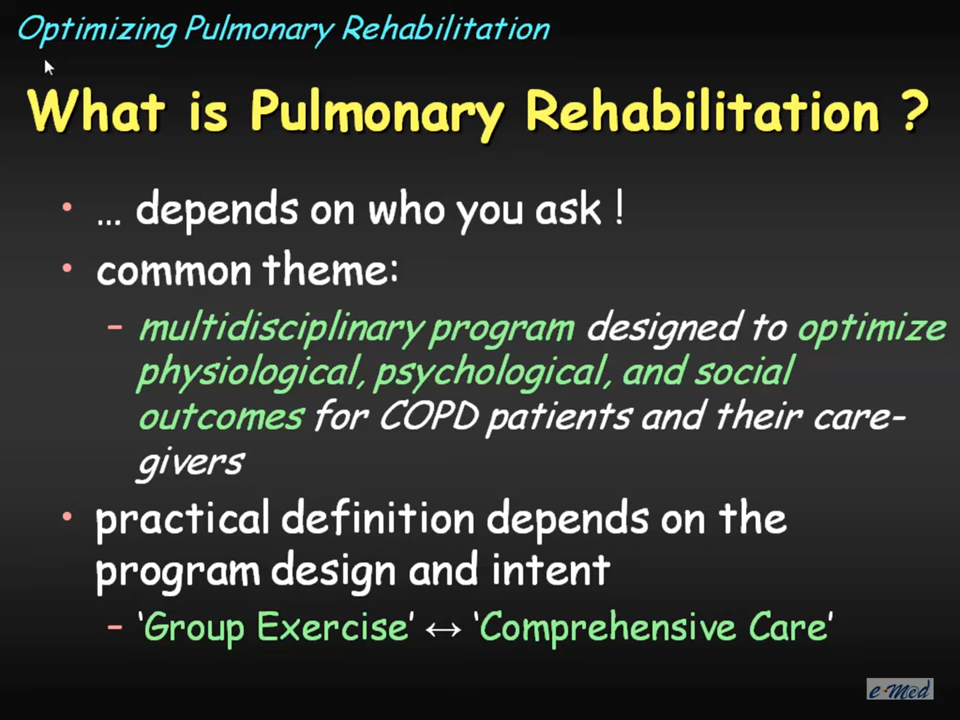 Optimizing Pulmonary Rehabilitation
What is Pulmonary Rehabilitation ?
• ... depends on who you ask !
• common theme:
– multidisciplinary program designed to optimize
physiological, psychological, and social
outcomes for COPD patients and their care-
givers
• practical definition depends on the
program design and intent
– ‘Group Exercise’ ↔ ‘Comprehensive Care’
e-Med